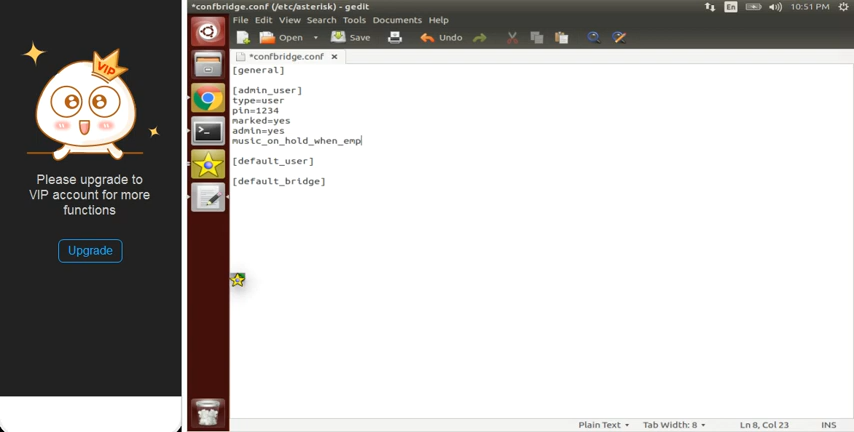 VIP
Please upgrade to
VIP account for more
functions
Upgrade
*confbridge.conf (/etc/asterisk) - gedit
En
10:51 PM
File Edit View Search Tools Documents Help
Open Save Undo
*confbridge.conf ×
[general]
[admin_user]
type=user
pin=1234
marked=yes
admin=yes
music_on_hold_when_emp
[default_user]
[default_bridge]
Plain Text Tab Width: 8 Ln 8, Col 23 INS